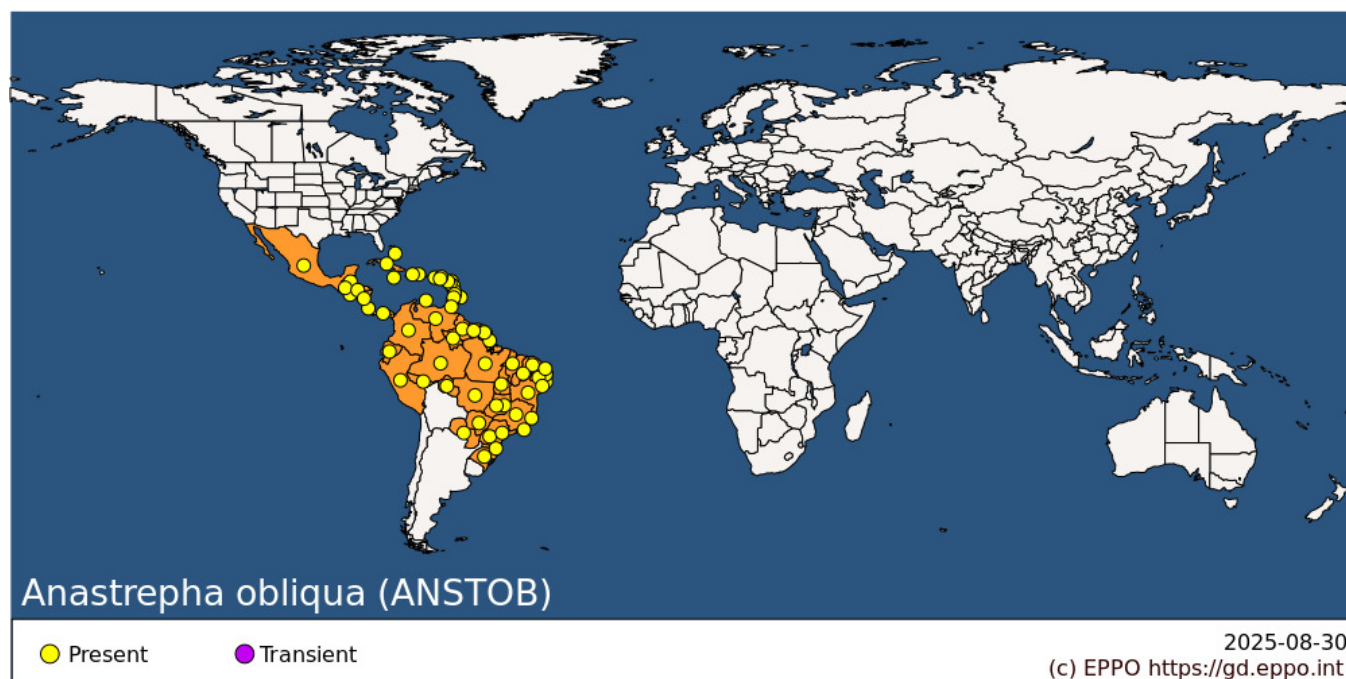 Anastrepha obliqua (ANSTOB)
Present
Transient
2025-08-30
(c) EPPO https://gd.eppo.int